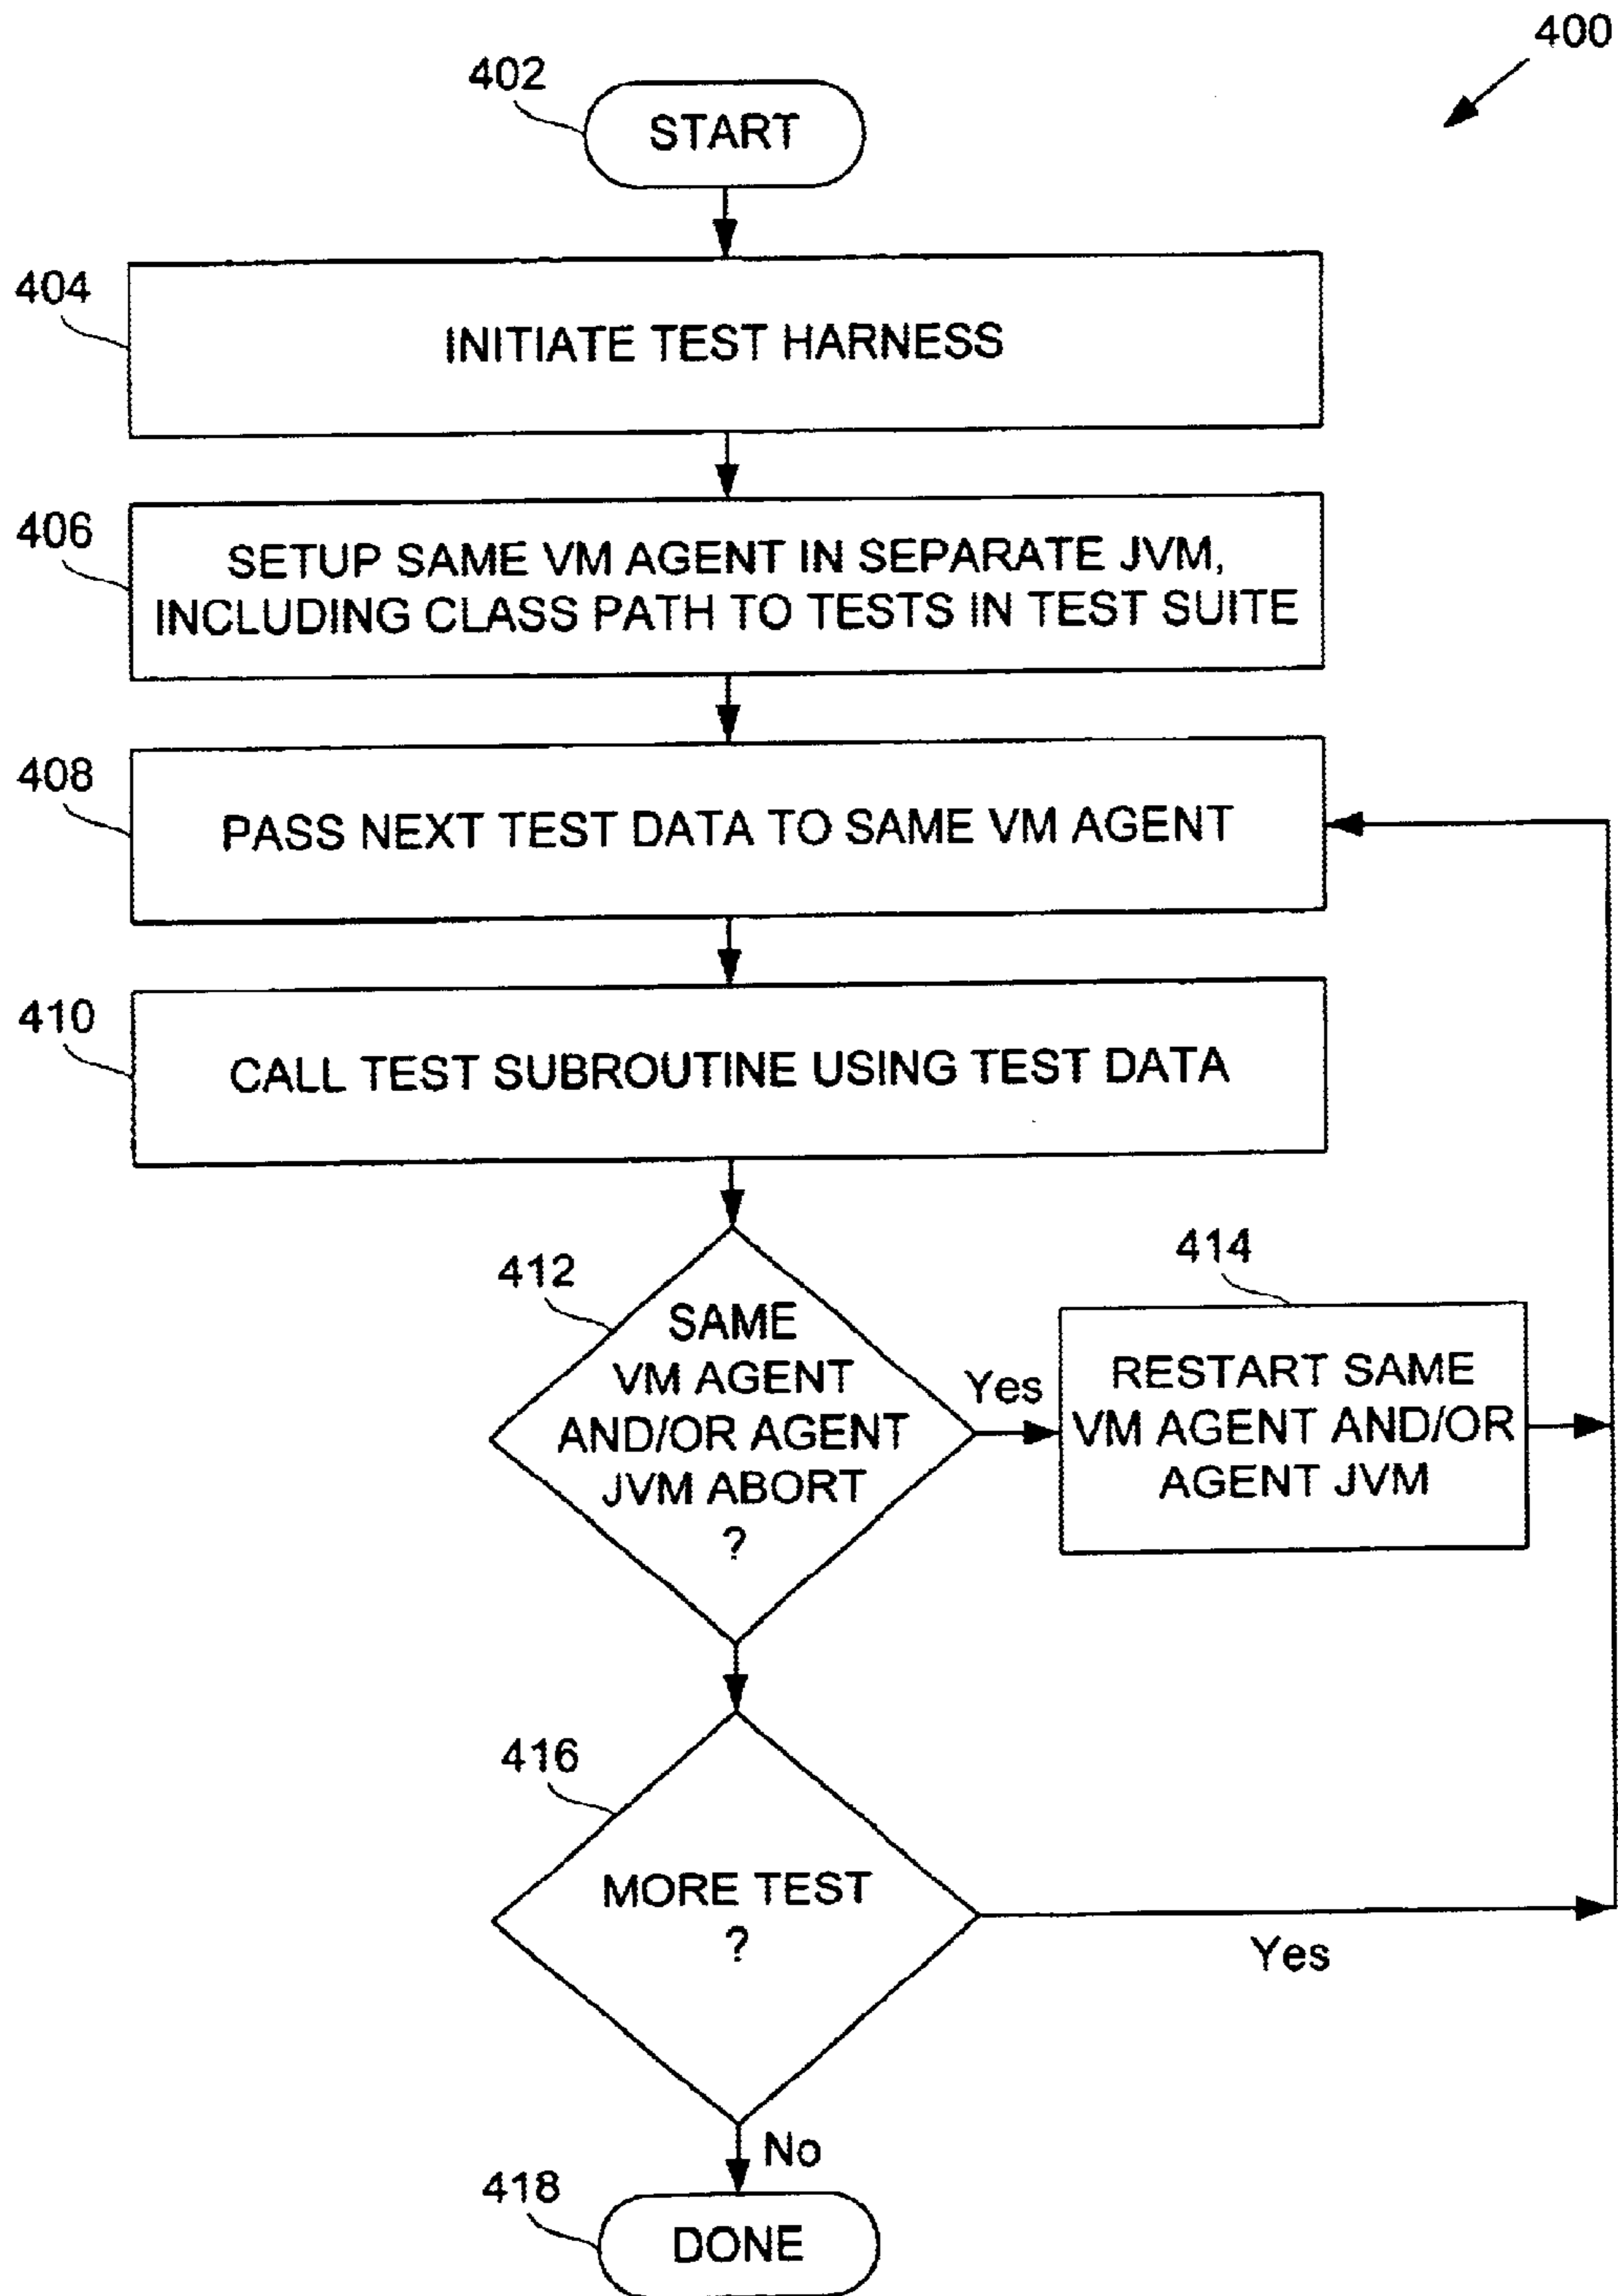 400
402
START
404
INITIATE TEST HARNESS
406
SETUP SAME VM AGENT IN SEPARATE JVM,
INCLUDING CLASS PATH TO TESTS IN TEST SUITE
408
PASS NEXT TEST DATA TO SAME VM AGENT
410
CALL TEST SUBROUTINE USING TEST DATA
412
SAME
VM AGENT
AND/OR AGENT
JVM ABORT
?
Yes
414
RESTART SAME
VM AGENT AND/OR
AGENT JVM
416
MORE TEST
?
Yes
No
418
DONE